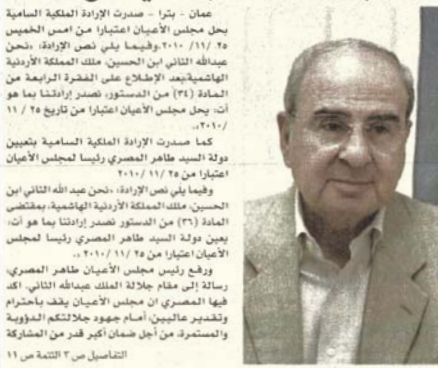 عمان - بترا - صدرت الإرادة الملكية السامية
بحل مجلس الأعيان اعتبارا من امس الخميس
٢٥ /١١/ ٢٠١٠. وفيما يلي نص الإرادة: «نحن
عبدالله الثاني ابن الحسين، ملك المملكة الأردنية
الهاشمية،بعد الإطلاع على الفقرة الرابعة من
المادة (٣٤) من الدستور، نصدر إرادتنا بما هو
آت: يحل مجلس الأعيان اعتبارا من تاريخ ٢٥ / ١١
/ ٢٠١٠».
كما صدرت الإرادة الملكية السامية بتعيين
دولة السيد طاهر المصري رئيسا لمجلس الأعيان
اعتبارا من ٢٥ /١١ /٢٠١٠
وفيما يلي نص الإرادة: «نحن عبد الله الثاني ابن
الحسين، ملك المملكة الأردنية الهاشمية، بمقتضى
المادة (٣٦) من الدستور نصدر إرادتنا بما هو آت:
يعين دولة السيد طاهر المصري رئيسا لمجلس
الأعيان اعتبارا من ٢٥ /١١ / ٢٠١٠ ».
ورفع رئيس مجلس الأعيان طاهر المصري،
رسالة إلى مقام جلالة الملك عبدالله الثاني، اكد
فيها المصري ان مجلس الأعيان يقف باحترام
وتقدير عاليين، أمام جهود جلالتكم الدؤوبة
والمستمرة، من أجل ضمان أكبر قدر من المشاركة
التفاصيل ص ٣ التتمة ص ١١